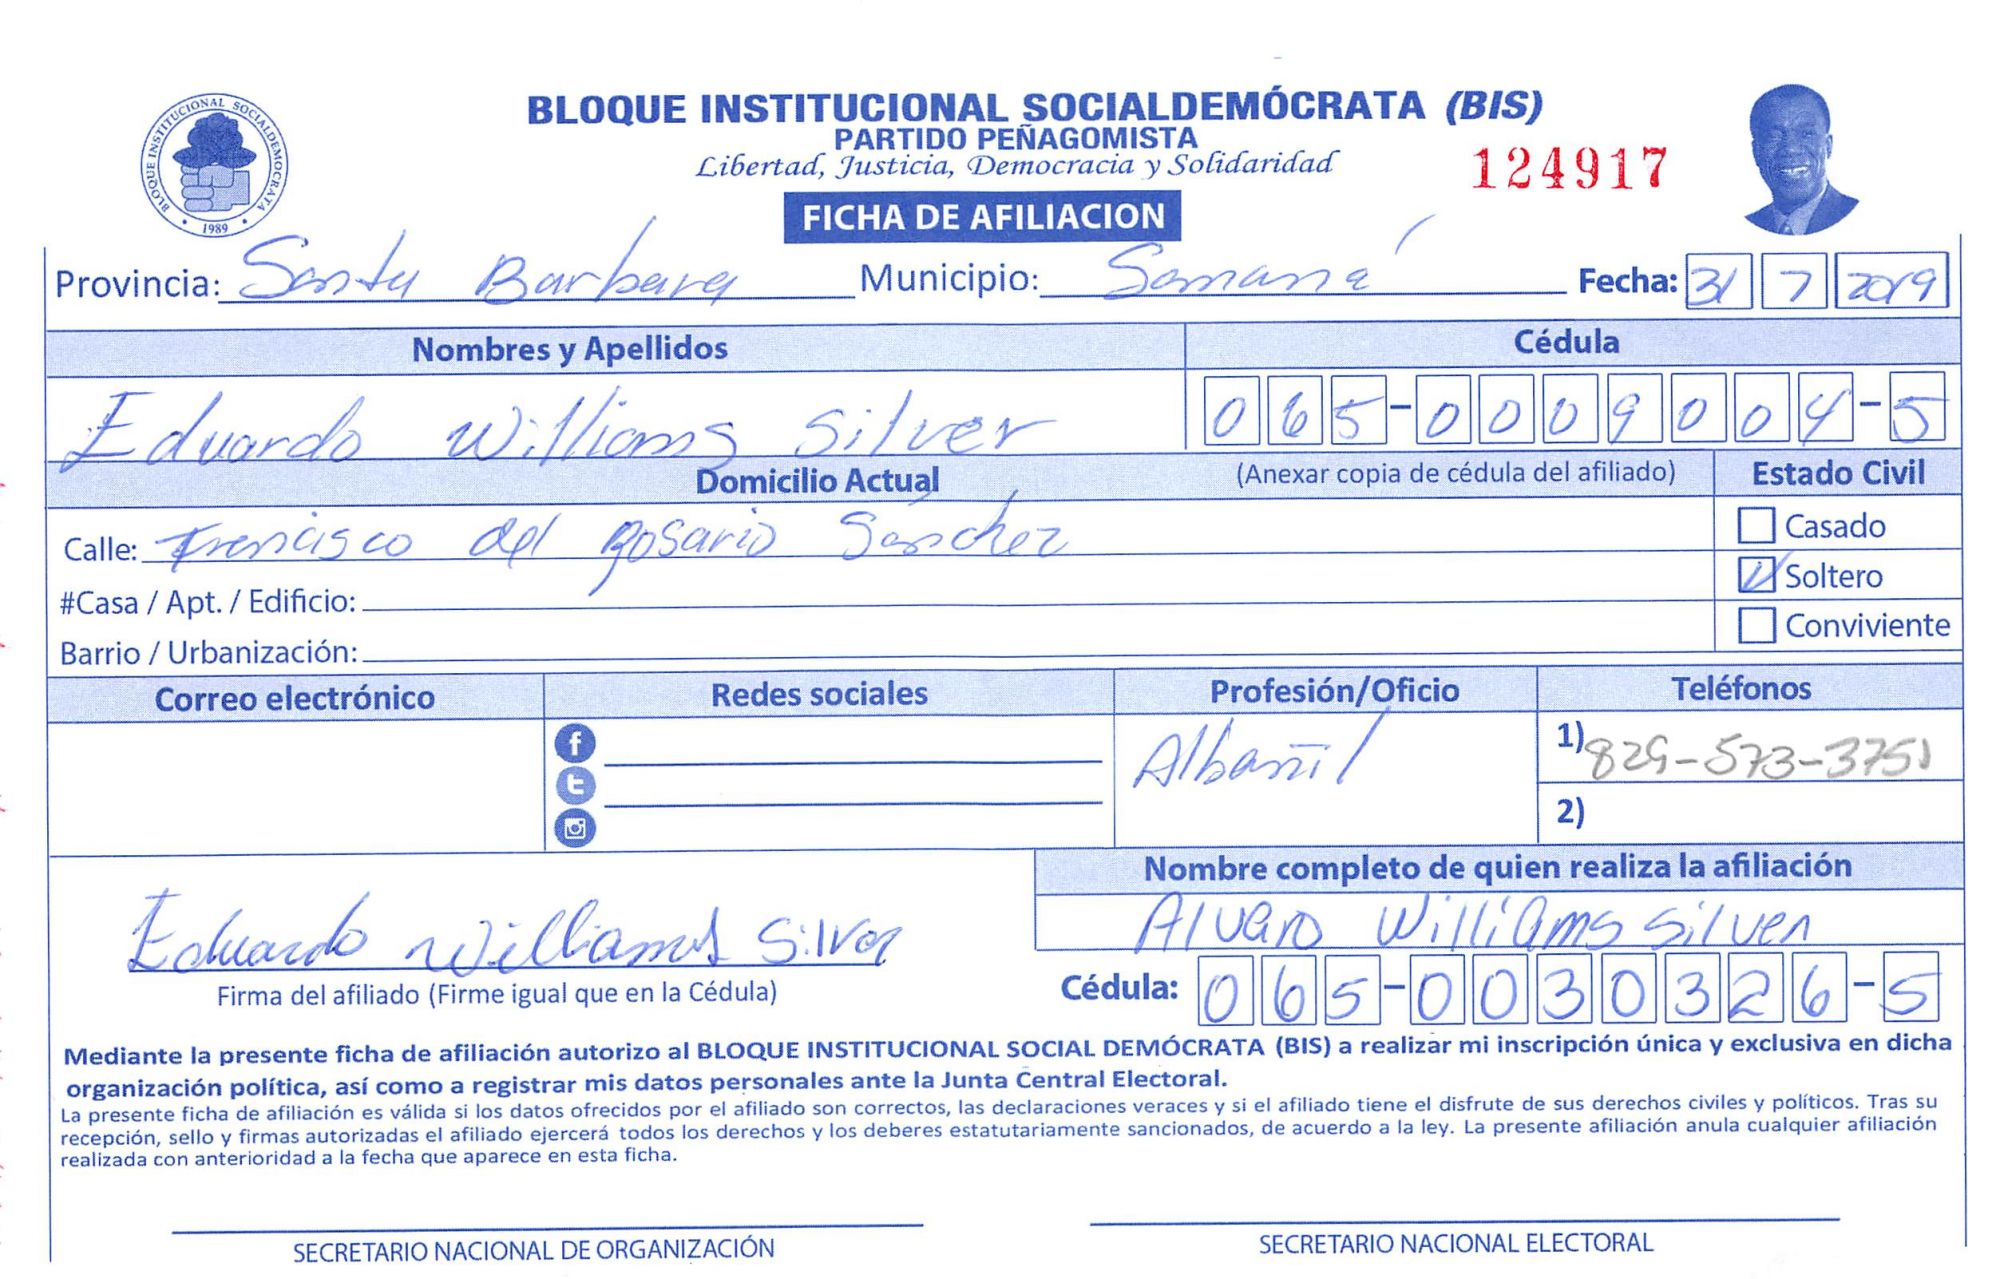 BLOQUE INSTITUCIONAL SOCIALDEMOCRATA
1989
BLOQUE INSTITUCIONAL SOCIALDEMÓCRATA (BIS)
PARTIDO PEÑAGOMISTA
Libertad, Justicia, Democracia y Solidaridad
124917
FICHA DE AFILIACION
Provincia: Santa Barbara Municipio: Samaná Fecha: 31 7 2019
Nombres y Apellidos Cédula
Eduardo Williams Silver 065-0009004-5
Domicilio Actual (Anexar copia de cédula del afiliado) Estado Civil
Calle: Francisco del Rosario Sánchez Casado
#Casa / Apt. / Edificio: Soltero
Barrio / Urbanización: Conviviente
Correo electrónico Redes sociales Profesión/Oficio Teléfonos
Albañil 1) 829-573-3751
2)
Nombre completo de quien realiza la afiliación
Alvaro Williams Silven
Eduardo Williams Silver
Firma del afiliado (Firme igual que en la Cédula) Cédula: 065-0030326-5
Mediante la presente ficha de afiliación autorizo al BLOQUE INSTITUCIONAL SOCIAL DEMÓCRATA (BIS) a realizar mi inscripción única y exclusiva en dicha
organización política, así como a registrar mis datos personales ante la Junta Central Electoral.
La presente ficha de afiliación es válida si los datos ofrecidos por el afiliado son correctos, las declaraciones veraces y si el afiliado tiene el disfrute de sus derechos civiles y políticos. Tras su
recepción, sello y firmas autorizadas el afiliado ejercerá todos los derechos y los deberes estatutariamente sancionados, de acuerdo a la ley. La presente afiliación anula cualquier afiliación
realizada con anterioridad a la fecha que aparece en esta ficha.
SECRETARIO NACIONAL DE ORGANIZACIÓN SECRETARIO NACIONAL ELECTORAL